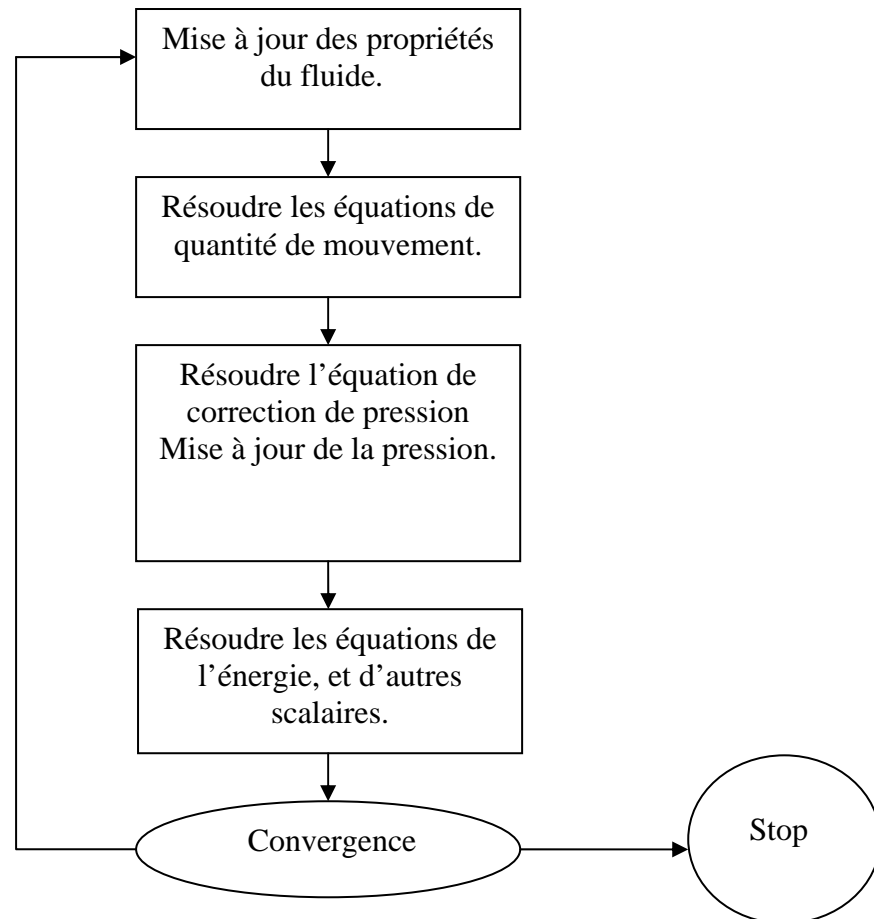 Mise à jour des propriétés
du fluide.
Résoudre les équations de
quantité de mouvement.
Résoudre l’équation de
correction de pression
Mise à jour de la pression.
Résoudre les équations de
l’énergie, et d’autres
scalaires.
Convergence
Stop